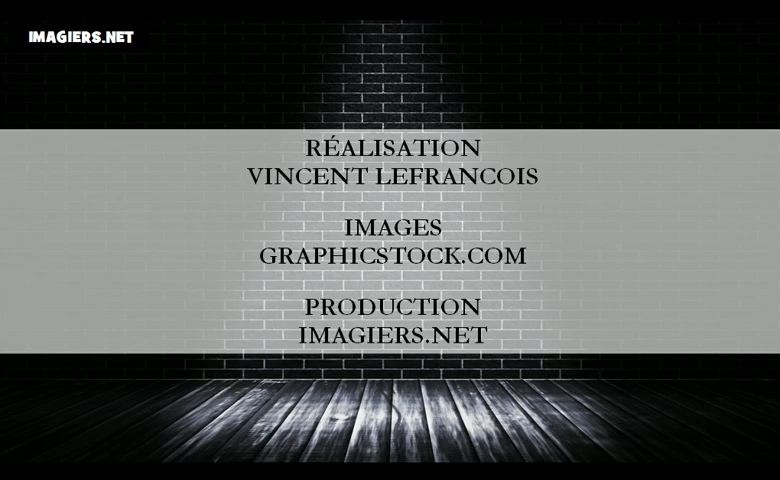 IMAGIERS.NET
RÉALISATION
VINCENT LEFRANCOIS
IMAGES
GRAPHICSTOCK.COM
PRODUCTION
IMAGIERS.NET